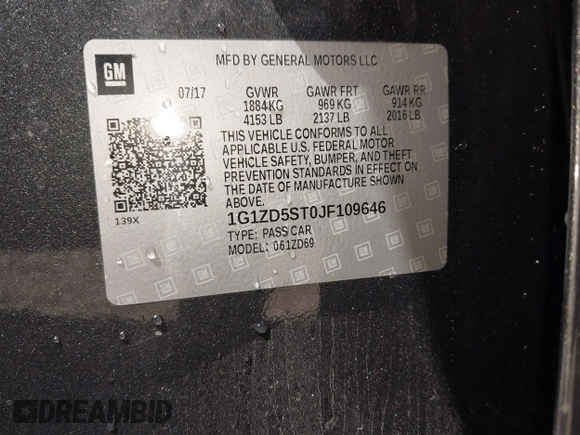 GM
MFD BY GENERAL MOTORS LLC
07/17 GVWR GAWR FRT GAWR RR
1884 KG 969 KG 914 KG
4153 LB 2137 LB 2016 LB
THIS VEHICLE CONFORMS TO ALL
APPLICABLE U.S. FEDERAL MOTOR
VEHICLE SAFETY, BUMPER, AND THEFT
PREVENTION STANDARDS IN EFFECT ON
THE DATE OF MANUFACTURE SHOWN
ABOVE.
139X
1G1ZD5ST0JF109646
TYPE: PASS CAR
MODEL: 061ZD69
DREAMBID